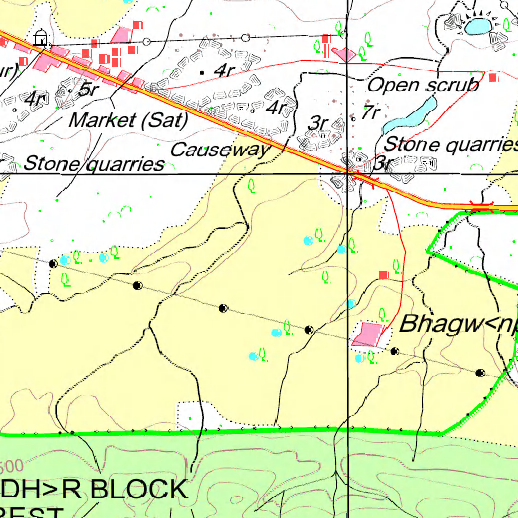 ur)
4r
5r
4r
4r
3r
7r
3r
Open scrub
Market (Sat)
Causeway
Stone quarries
Stone quarries
Bhagw<np
500
DH>R BLOCK
REST